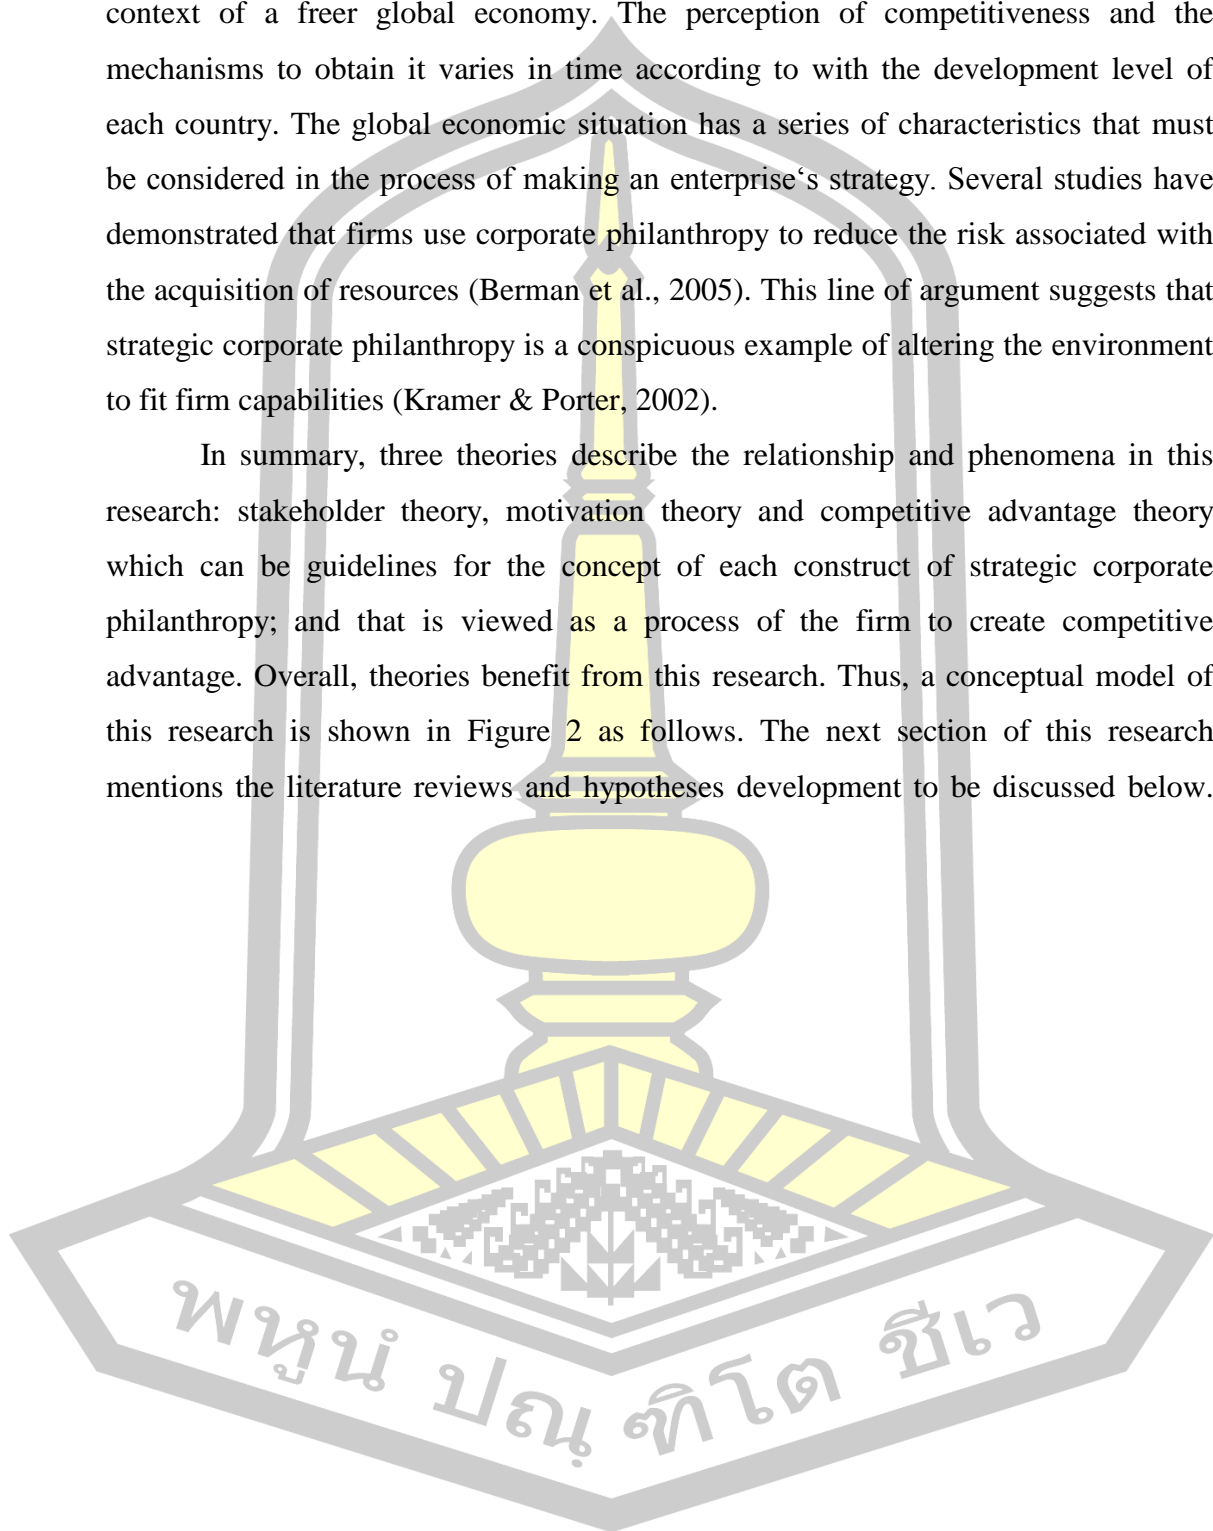 context of a freer global economy. The perception of competitiveness and the
mechanisms to obtain it varies in time according to with the development level of
each country. The global economic situation has a series of characteristics that must
be considered in the process of making an enterprise‘s strategy. Several studies have
demonstrated that firms use corporate philanthropy to reduce the risk associated with
the acquisition of resources (Berman et al., 2005). This line of argument suggests that
strategic corporate philanthropy is a conspicuous example of altering the environment
to fit firm capabilities (Kramer & Porter, 2002).
In summary, three theories describe the relationship and phenomena in this
research: stakeholder theory, motivation theory and competitive advantage theory
which can be guidelines for the concept of each construct of strategic corporate
philanthropy; and that is viewed as a process of the firm to create competitive
advantage. Overall, theories benefit from this research. Thus, a conceptual model of
this research is shown in Figure 2 as follows. The next section of this research
mentions the literature reviews and hypotheses development to be discussed below.
พหูนํ ปณฺฑิโต ชีเว